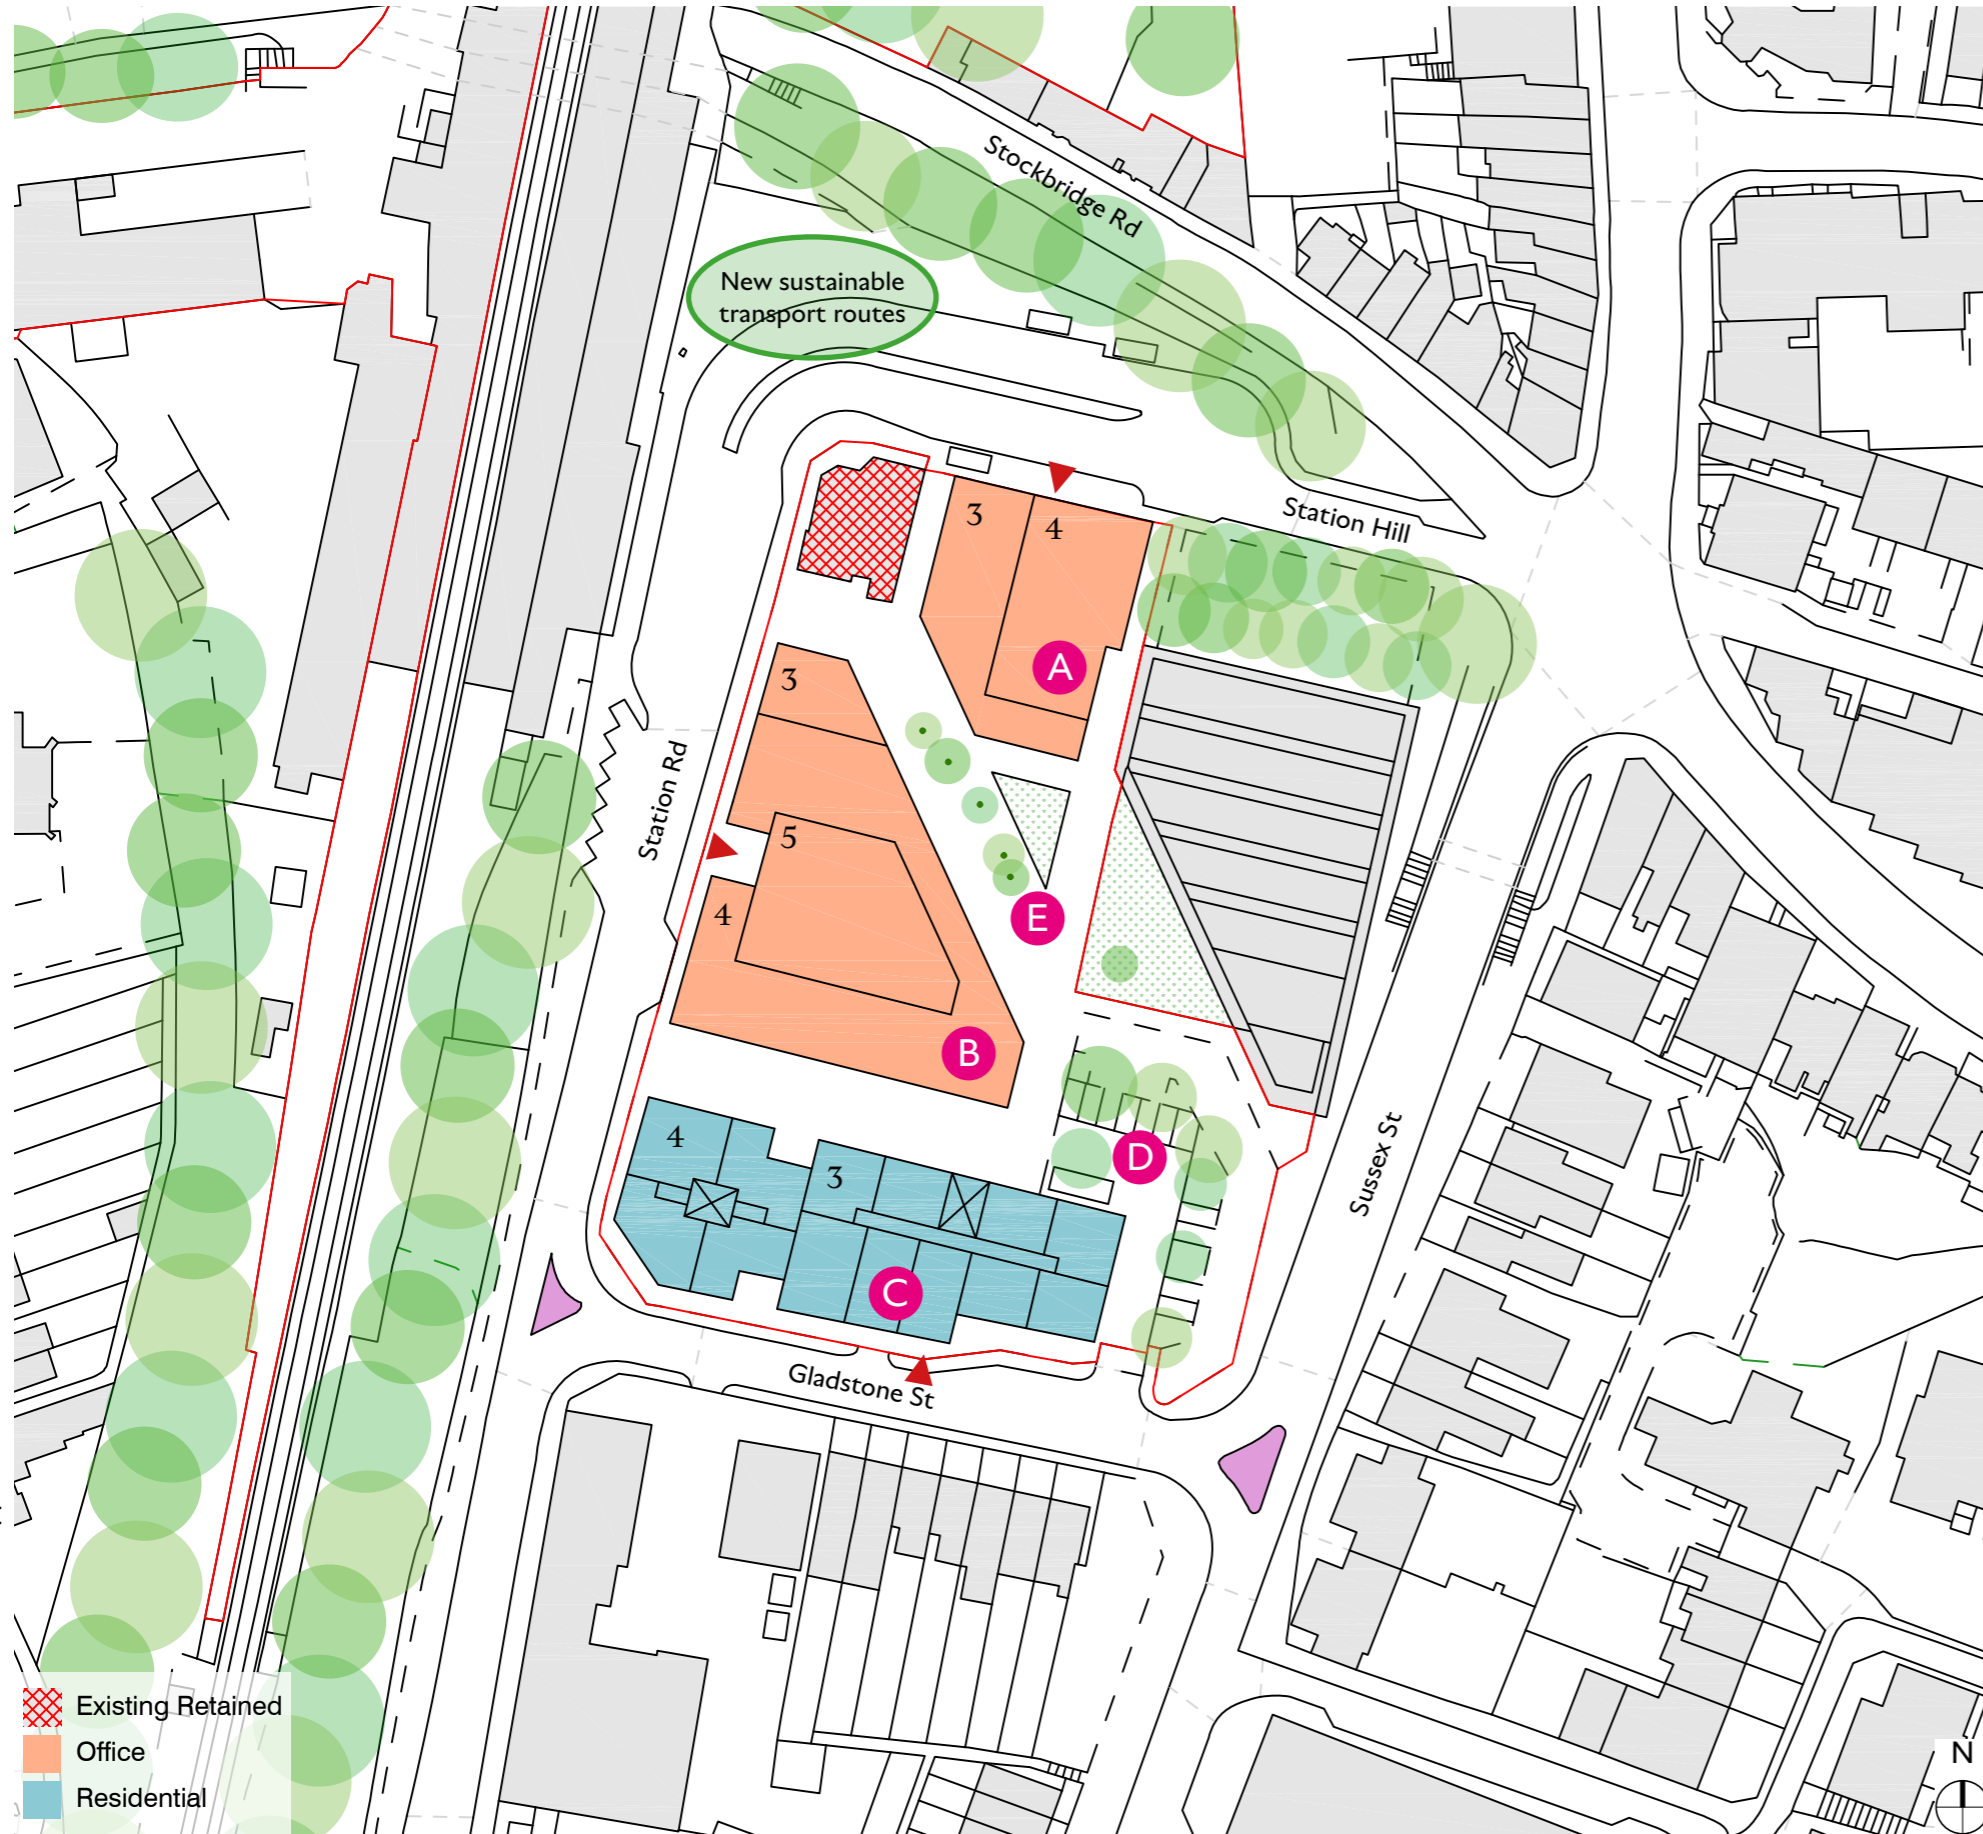 Stockbridge Rd
New sustainable
transport routes
Station Hill
3
4
A
3
Station Rd
5
4
E
B
D
4
3
C
Sussex St
Gladstone St
Existing Retained
Office
Residential
N